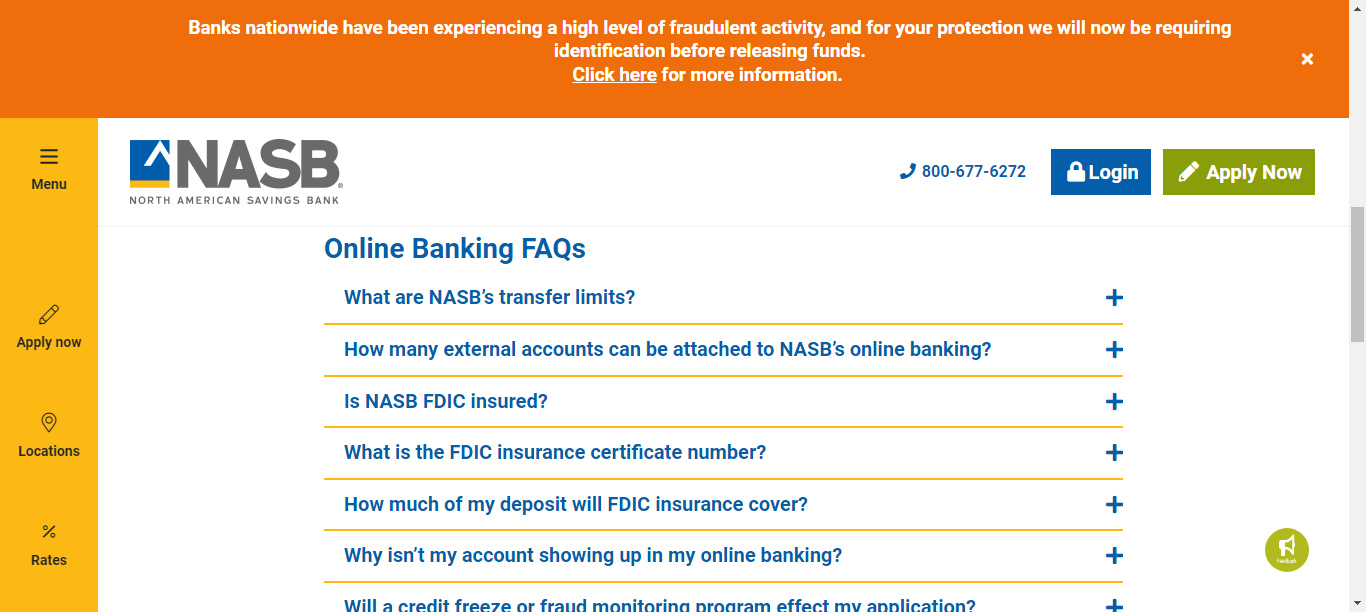 Banks nationwide have been experiencing a high level of fraudulent activity, and for your protection we will now be requiring
identification before releasing funds.
Click here for more information.
Menu
NASB
NORTH AMERICAN SAVINGS BANK
800-677-6272
Login
Apply Now
Online Banking FAQs
What are NASB’s transfer limits?
How many external accounts can be attached to NASB’s online banking?
Is NASB FDIC insured?
What is the FDIC insurance certificate number?
How much of my deposit will FDIC insurance cover?
Why isn’t my account showing up in my online banking?
Will a credit freeze or fraud monitoring program effect my application?
Apply now
Locations
Rates
Feedback